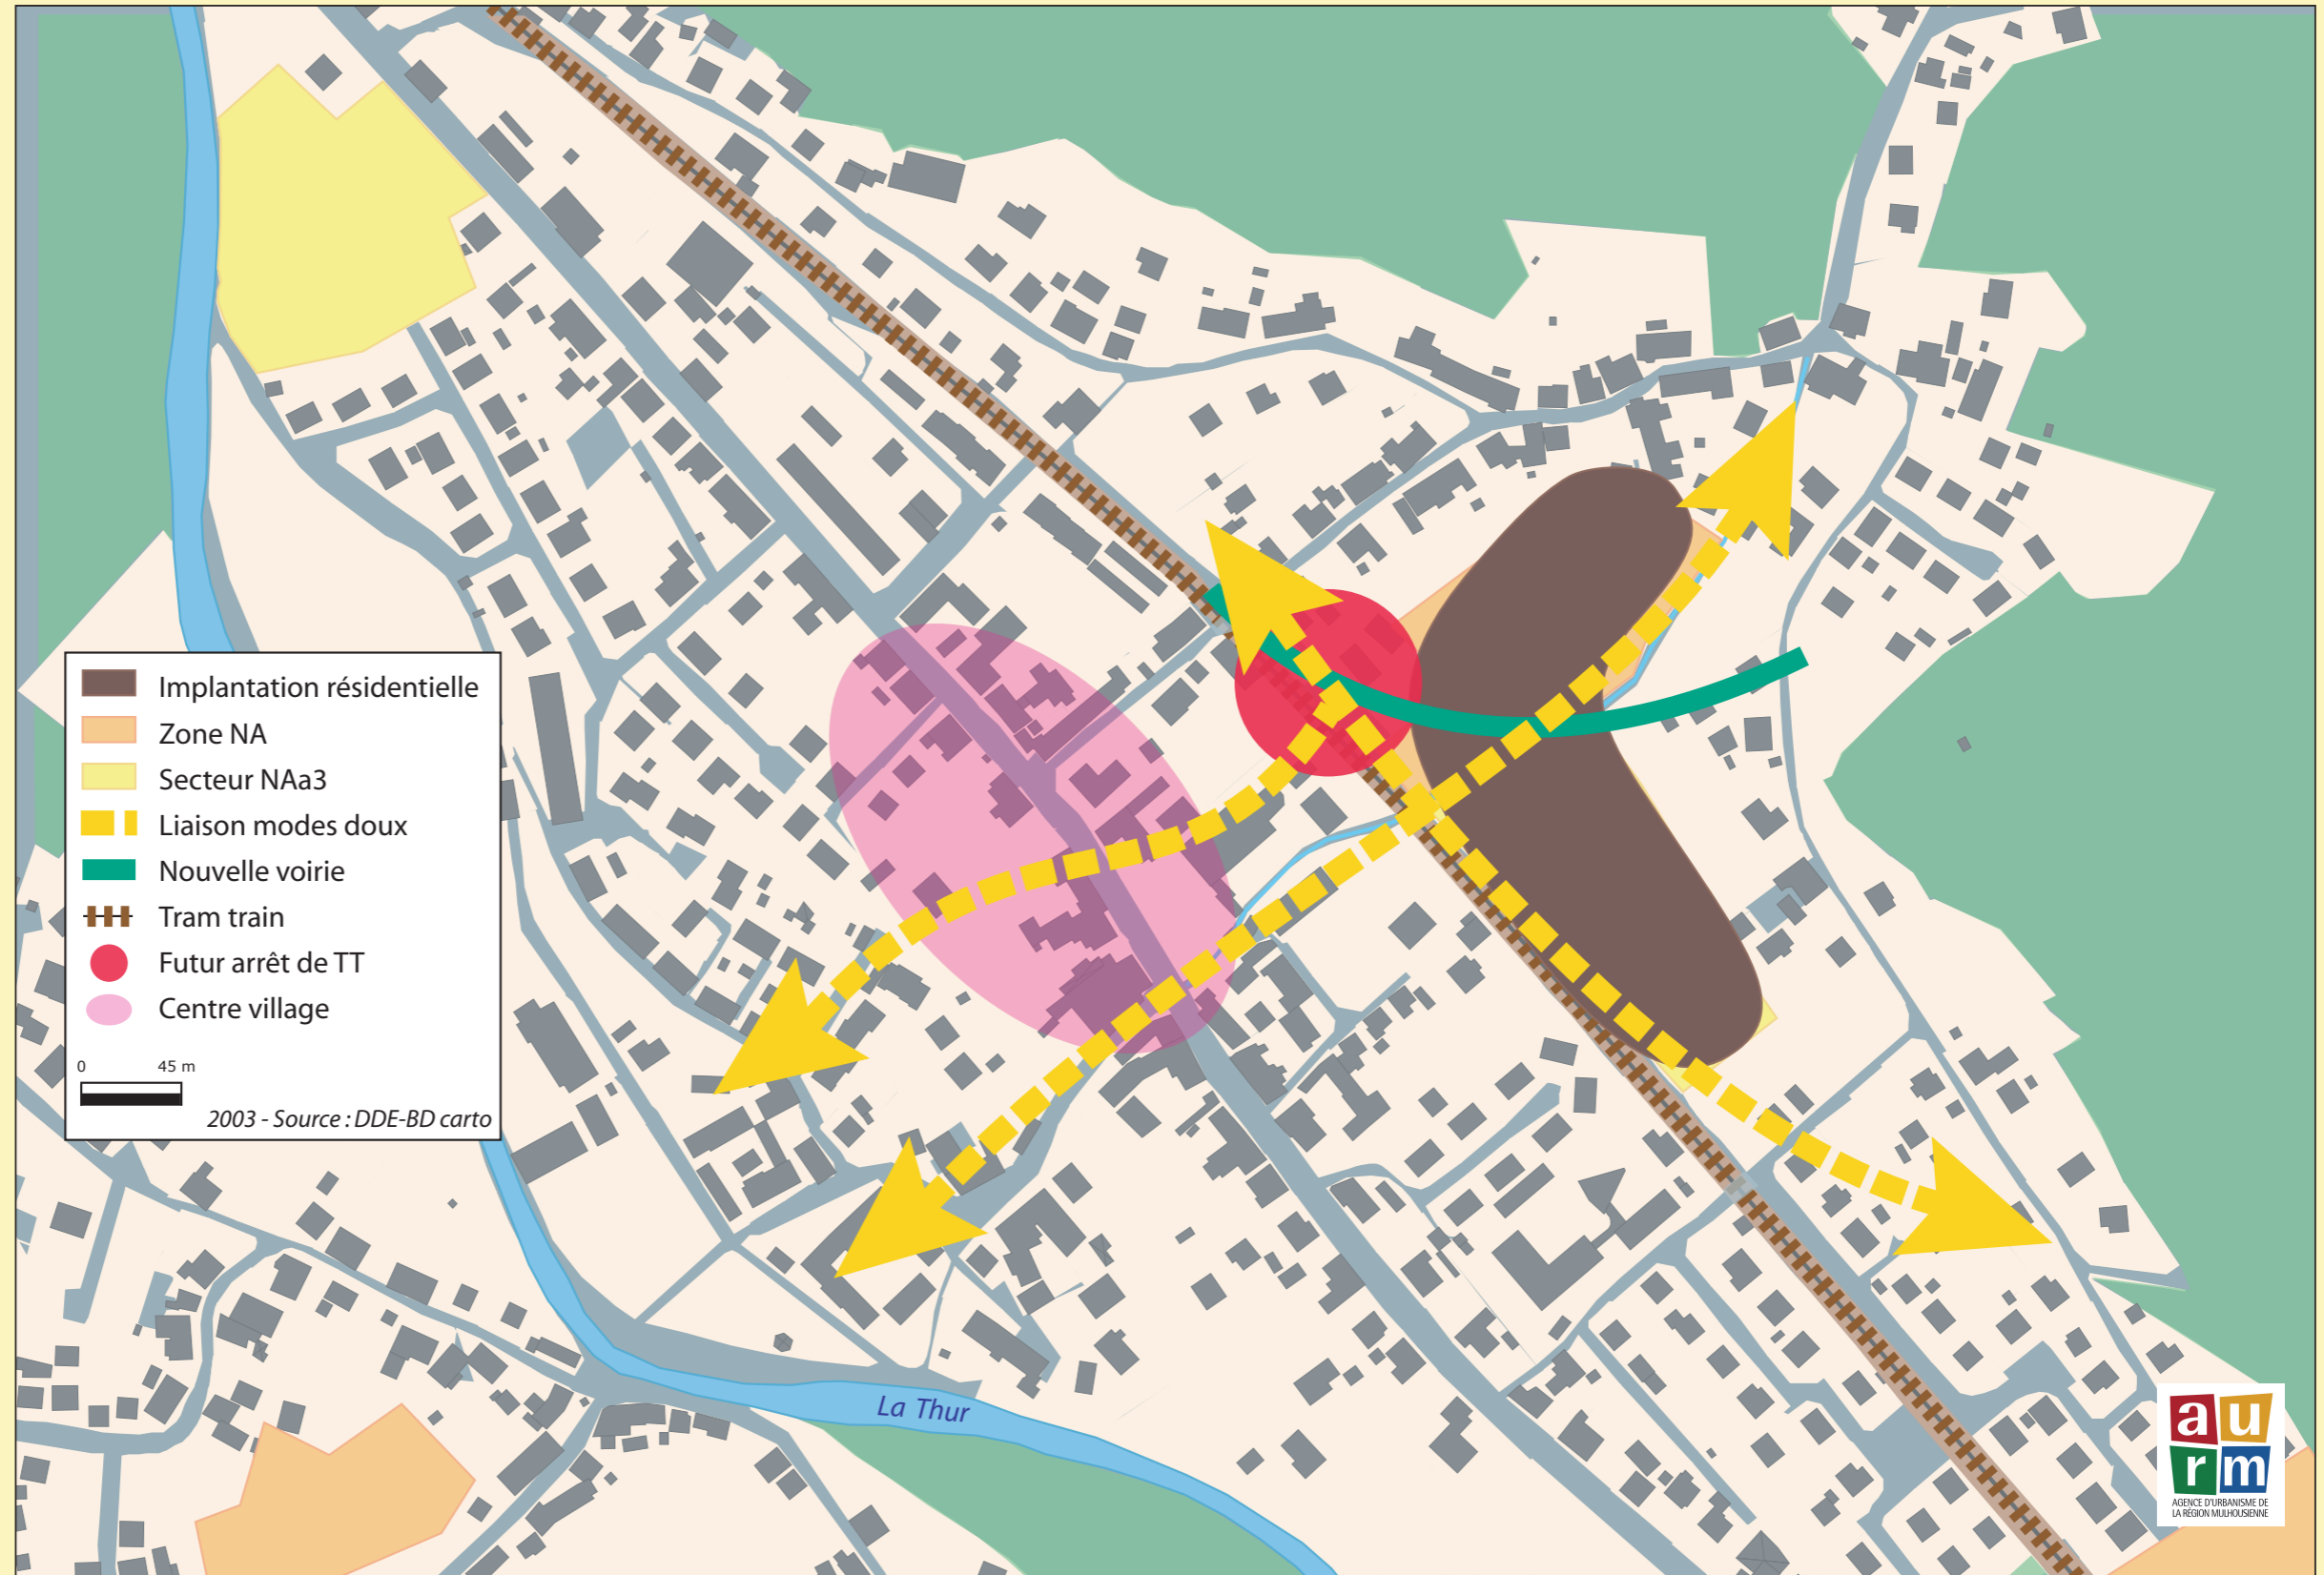 Implantation résidentielle
Zone NA
Secteur NAa3
Liaison modes doux
Nouvelle voirie
Tram train
Futur arrêt de TT
Centre village
0 45 m
2003 - Source : DDE-BD carto
La Thur
a u
r m
AGENCE D'URBANISME DE
LA RÉGION MULHOUSIENNE